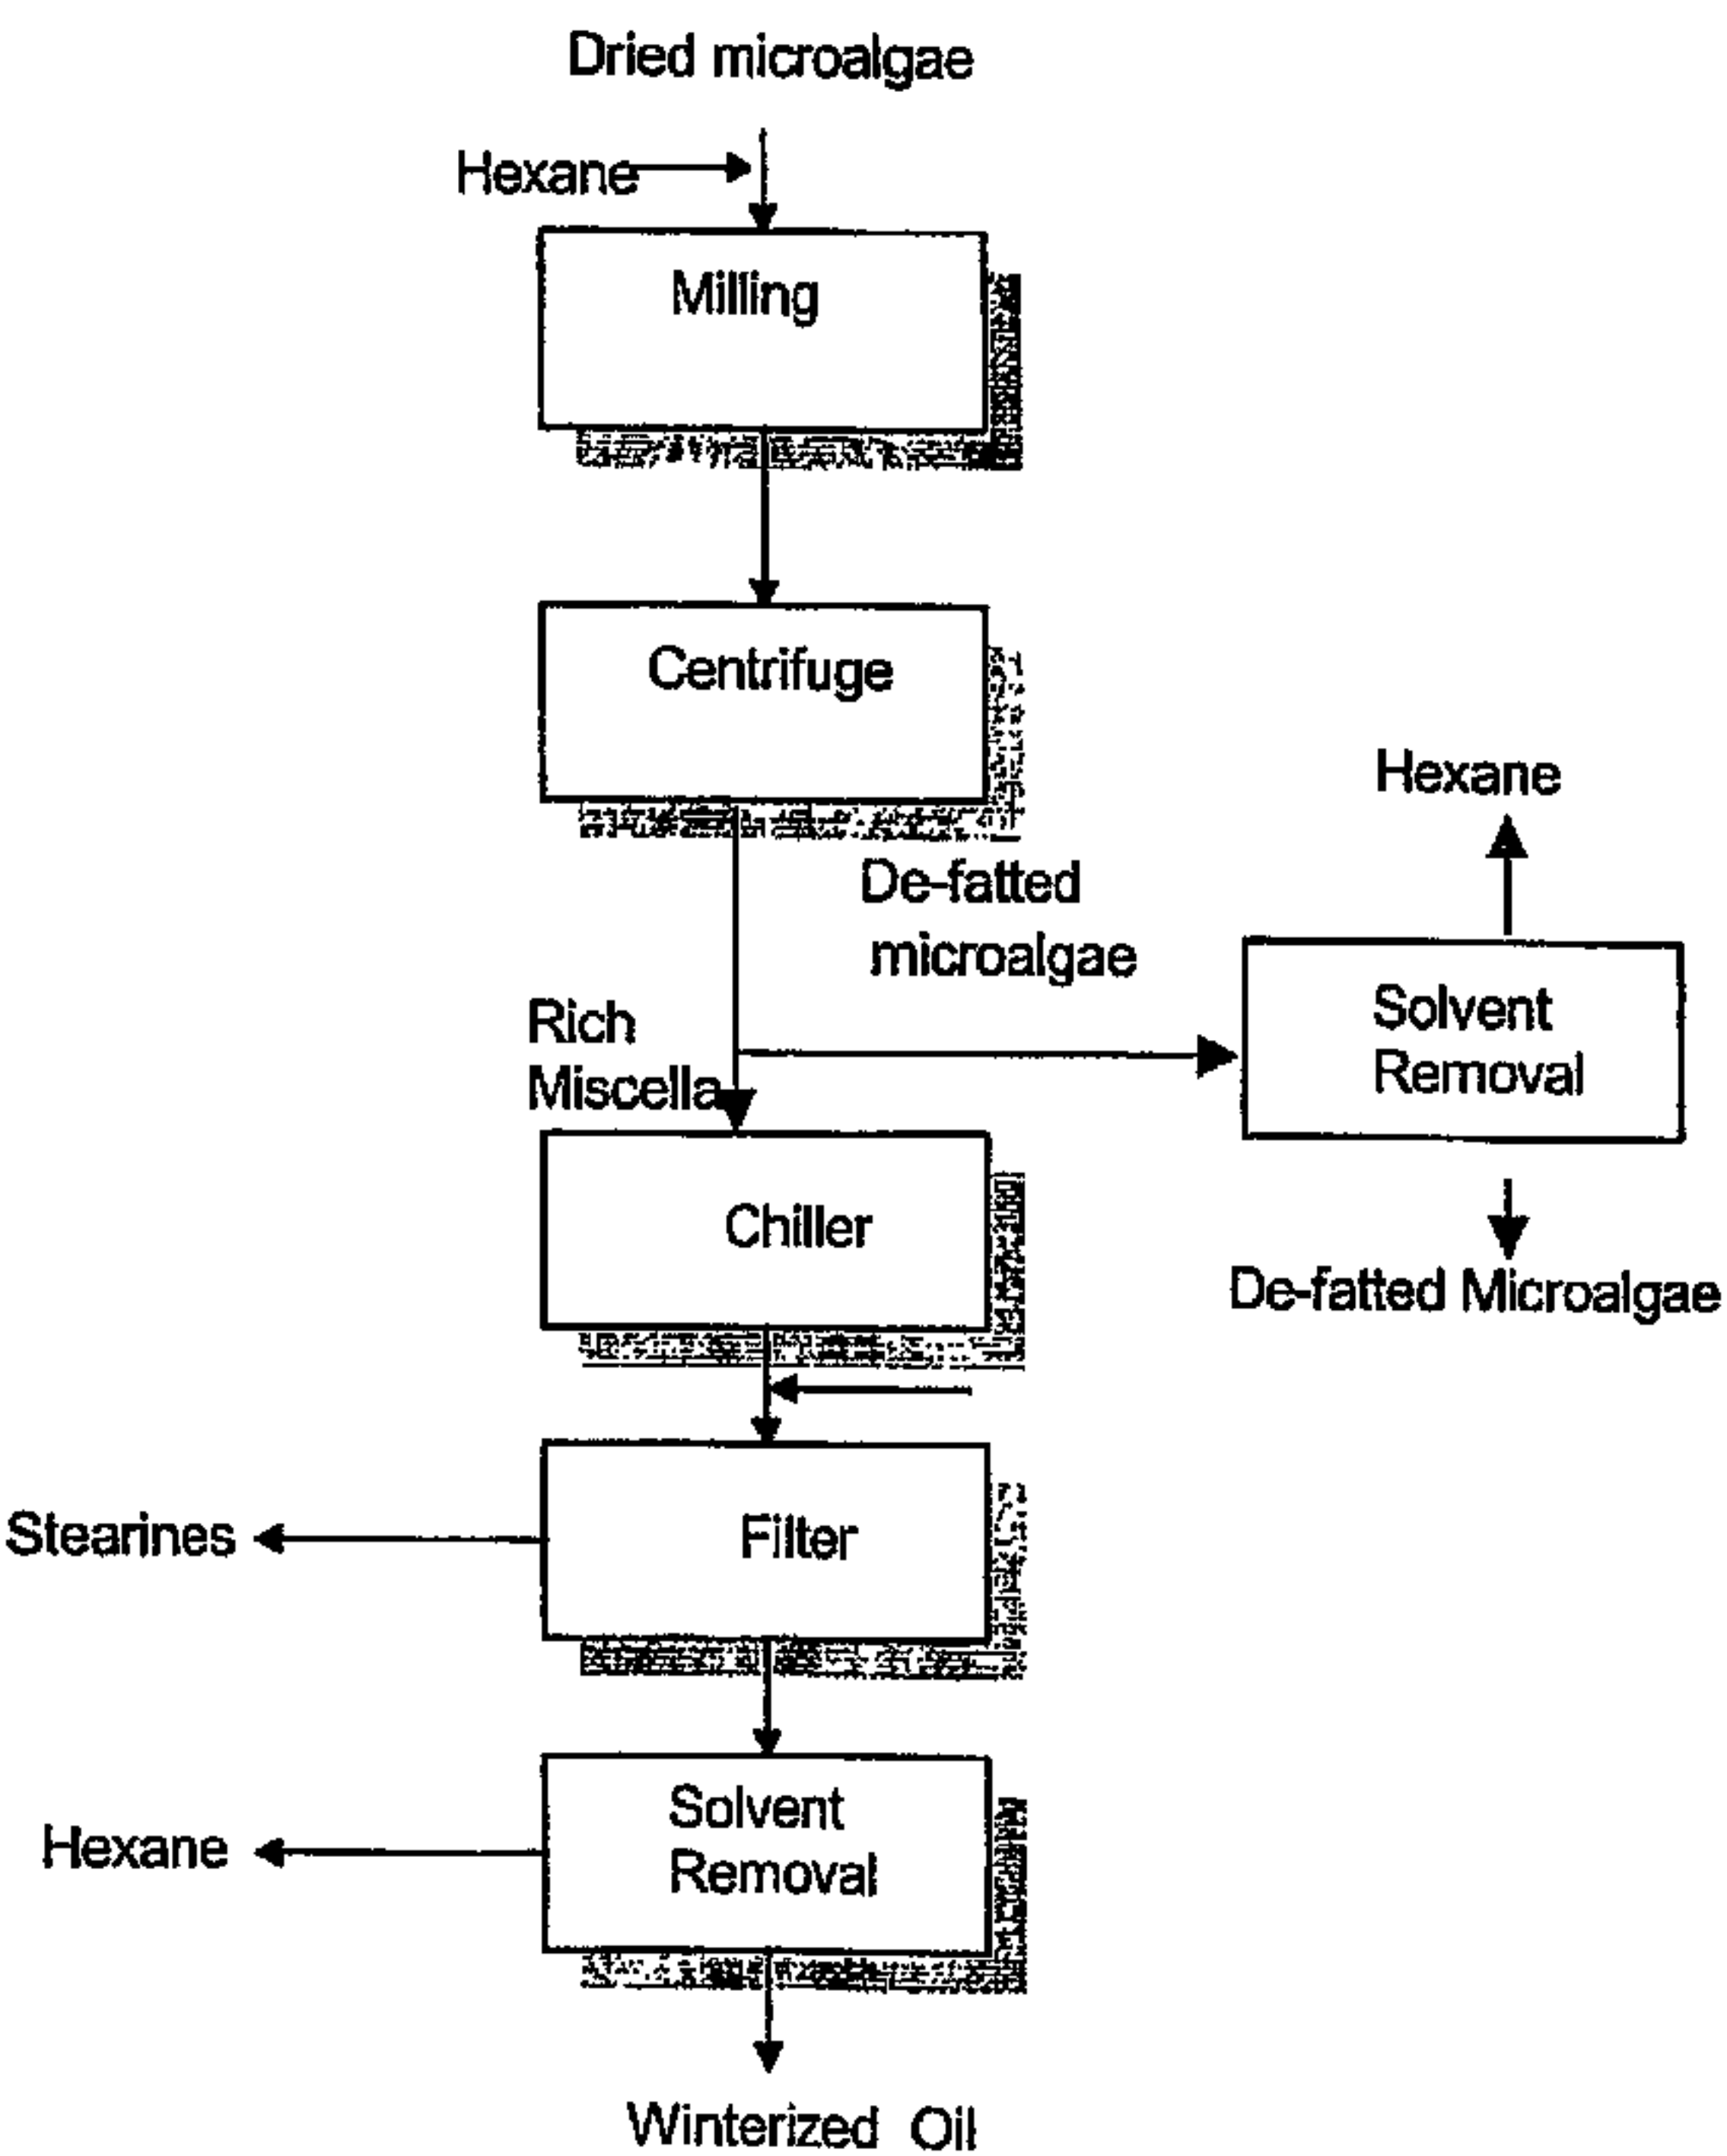 Dried microalgae
Hexane
Milling
Centrifuge
De-fatted
microalgae
Hexane
Solvent
Removal
De-fatted Microalgae
Rich
Miscella
Chiller
Filter
Stearines
Solvent
Removal
Hexane
Winterized Oil